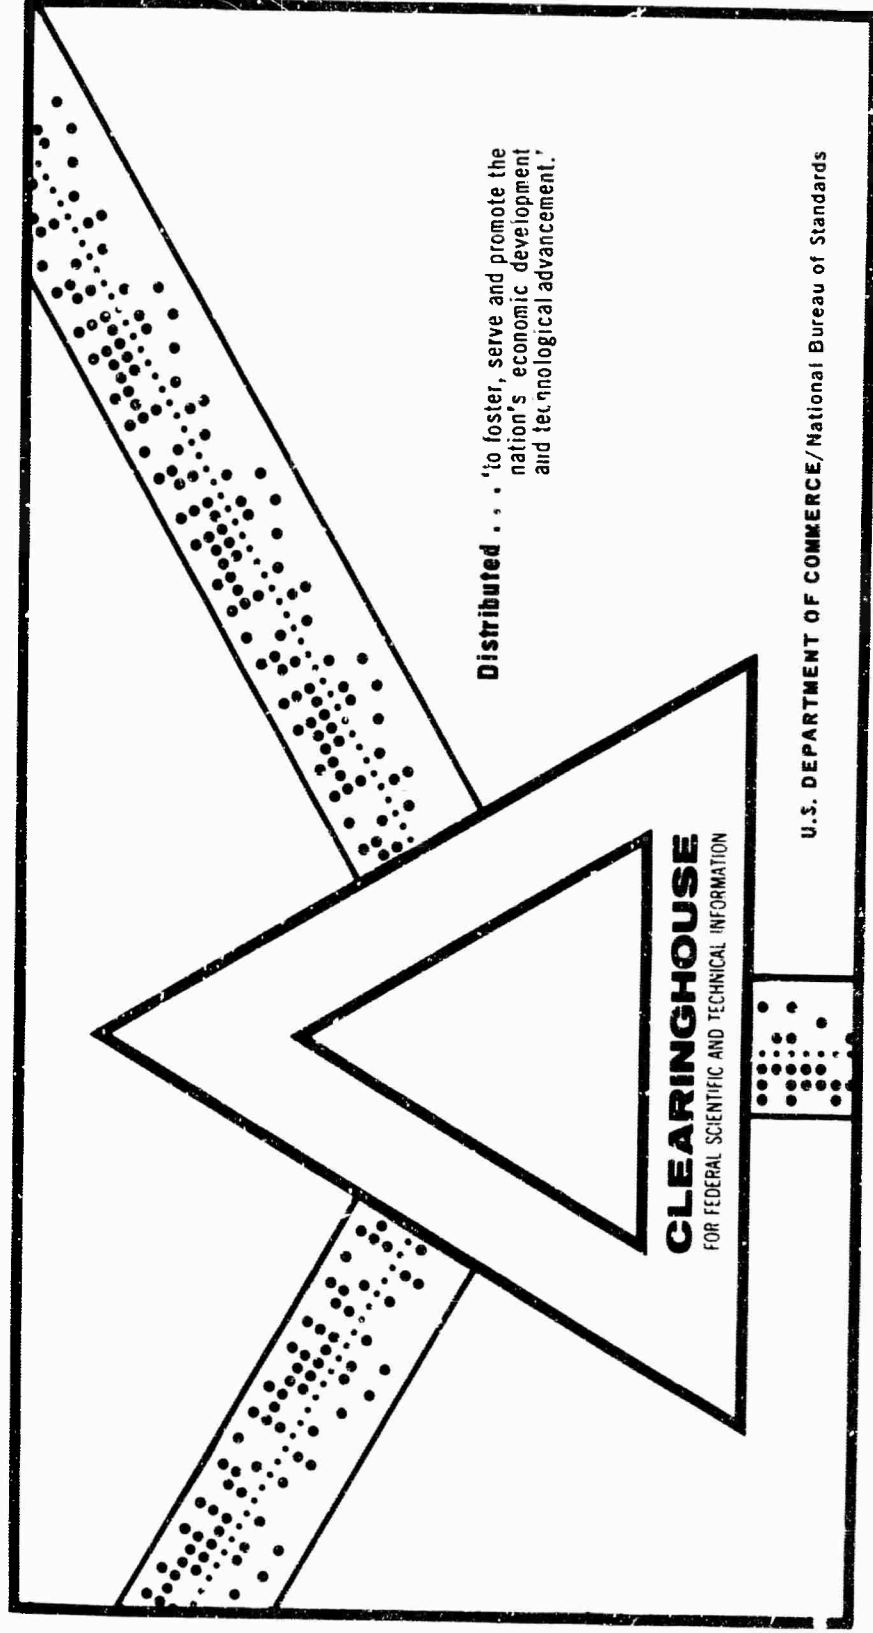 Distributed . . . 'to foster, serve and promote the
nation's economic development
and technological advancement.'
CLEARINGHOUSE
FOR FEDERAL SCIENTIFIC AND TECHNICAL INFORMATION
U.S. DEPARTMENT OF COMMERCE/National Bureau of Standards